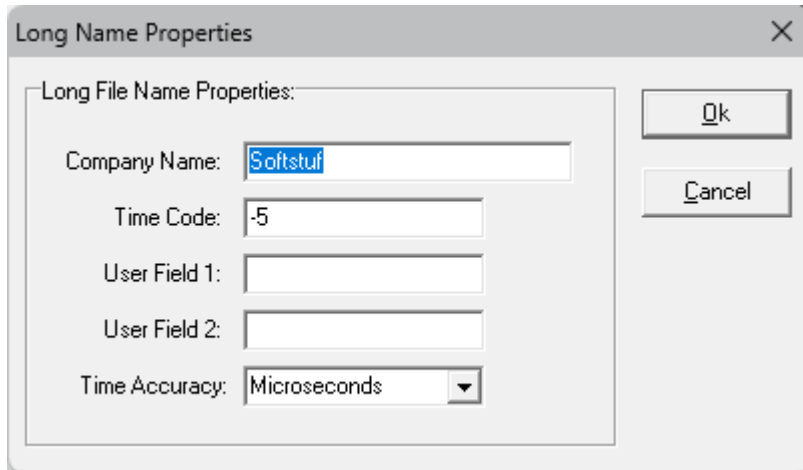 Long Name Properties
Long File Name Properties:
Company Name: Softstuf
Time Code: -5
User Field 1:
User Field 2:
Time Accuracy: Microseconds
Ok
Cancel